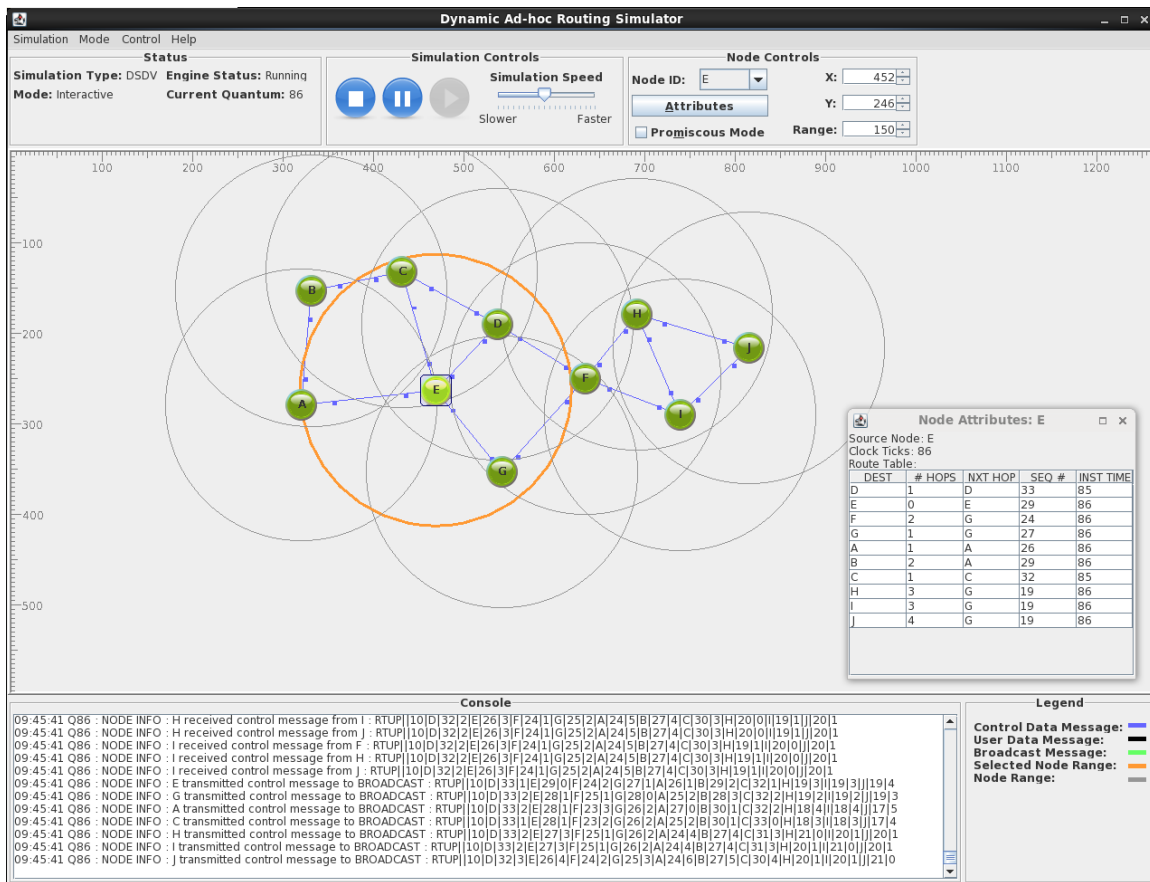 Dynamic Ad-hoc Routing Simulator
Simulation Mode Control Help
Status
Simulation Type: DSDV Engine Status: Running
Mode: Interactive Current Quantum: 86
Simulation Controls
Simulation Speed
Slower Faster
Node Controls
Node ID: E X: 452
Attributes Y: 246
Promiscous Mode Range: 150
100 200 300 400 500 600 700 800 900 1000 1100 1200
100
200
300
400
500
B
C
D
H
J
E
F
A
I
G
Node Attributes: E
Source Node: E
Clock Ticks: 86
Route Table:
DEST # HOPS NXT HOP SEQ # INST TIME
D 1 D 33 85
E 0 E 29 86
F 2 G 24 86
G 1 G 27 86
A 1 A 26 86
B 2 A 29 86
C 1 C 32 85
H 3 G 19 86
I 3 G 19 86
J 4 G 19 86
Console
09:45:41 Q86 : NODE INFO : H received control message from I : RTUP||10|D|32|2|E|26|3|F|24|1|G|25|2|A|24|5|B|27|4|C|30|3|H|20|0|I|19|1|J|20|1
09:45:41 Q86 : NODE INFO : H received control message from J : RTUP||10|D|32|2|E|26|3|F|24|1|G|25|2|A|24|5|B|27|4|C|30|3|H|20|0|I|19|1|J|20|1
09:45:41 Q86 : NODE INFO : I received control message from F : RTUP||10|D|32|2|E|26|3|F|24|1|G|25|2|A|24|5|B|27|4|C|30|3|H|19|1|I|20|0|J|20|1
09:45:41 Q86 : NODE INFO : I received control message from H : RTUP||10|D|32|2|E|26|3|F|24|1|G|25|2|A|24|5|B|27|4|C|30|3|H|19|1|I|20|0|J|20|1
09:45:41 Q86 : NODE INFO : I received control message from J : RTUP||10|D|32|2|E|26|3|F|24|1|G|25|2|A|24|5|B|27|4|C|30|3|H|19|1|I|20|0|J|20|1
09:45:41 Q86 : NODE INFO : E transmitted control message to BROADCAST : RTUP||10|D|33|1|E|29|0|F|24|2|G|27|1|A|26|1|B|29|2|C|32|1|H|19|3|I|19|3|J|19|4
09:45:41 Q86 : NODE INFO : G transmitted control message to BROADCAST : RTUP||10|D|33|2|E|28|1|F|25|1|G|28|0|A|25|2|B|28|3|C|32|2|H|19|2|I|19|2|J|19|3
09:45:41 Q86 : NODE INFO : A transmitted control message to BROADCAST : RTUP||10|D|33|2|E|28|1|F|23|3|G|26|2|A|27|0|B|30|1|C|33|2|H|18|4|I|18|4|J|17|5
09:45:41 Q86 : NODE INFO : C transmitted control message to BROADCAST : RTUP||10|D|33|1|E|28|1|F|23|2|G|26|2|A|25|2|B|30|1|C|33|0|H|18|3|I|18|3|J|17|4
09:45:41 Q86 : NODE INFO : H transmitted control message to BROADCAST : RTUP||10|D|33|2|E|27|3|F|25|1|G|26|2|A|24|4|B|27|4|C|31|3|H|21|0|I|20|1|J|20|1
09:45:41 Q86 : NODE INFO : I transmitted control message to BROADCAST : RTUP||10|D|33|2|E|27|3|F|25|1|G|26|2|A|24|4|B|27|4|C|31|3|H|20|1|I|21|0|J|20|1
09:45:41 Q86 : NODE INFO : J transmitted control message to BROADCAST : RTUP||10|D|32|3|E|26|4|F|24|2|G|25|3|A|24|6|B|27|5|C|30|4|H|20|1|I|20|1|J|21|0
Legend
Control Data Message:
User Data Message:
Broadcast Message:
Selected Node Range:
Node Range: